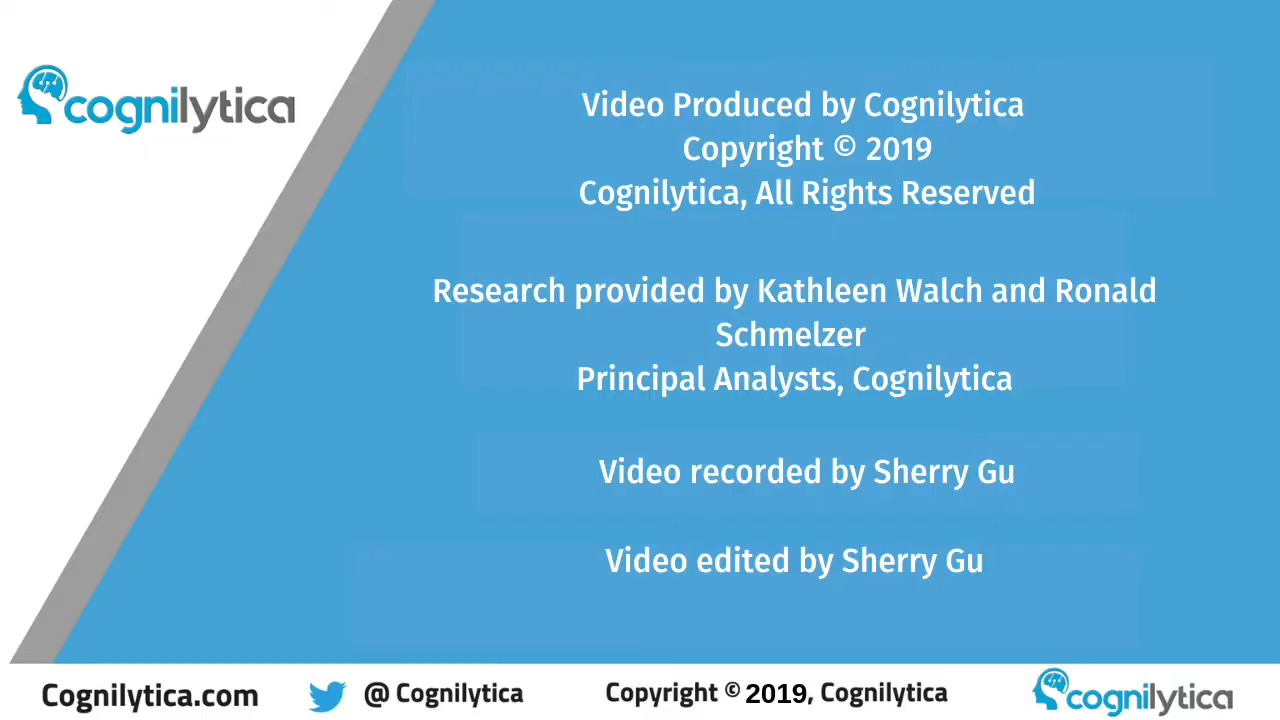 cognilytica
Video Produced by Cognilytica
Copyright © 2019
Cognilytica, All Rights Reserved
Research provided by Kathleen Walch and Ronald
Schmelzer
Principal Analysts, Cognilytica
Video recorded by Sherry Gu
Video edited by Sherry Gu
Cognilytica.com
@ Cognilytica
Copyright © 2019, Cognilytica
cognilytica